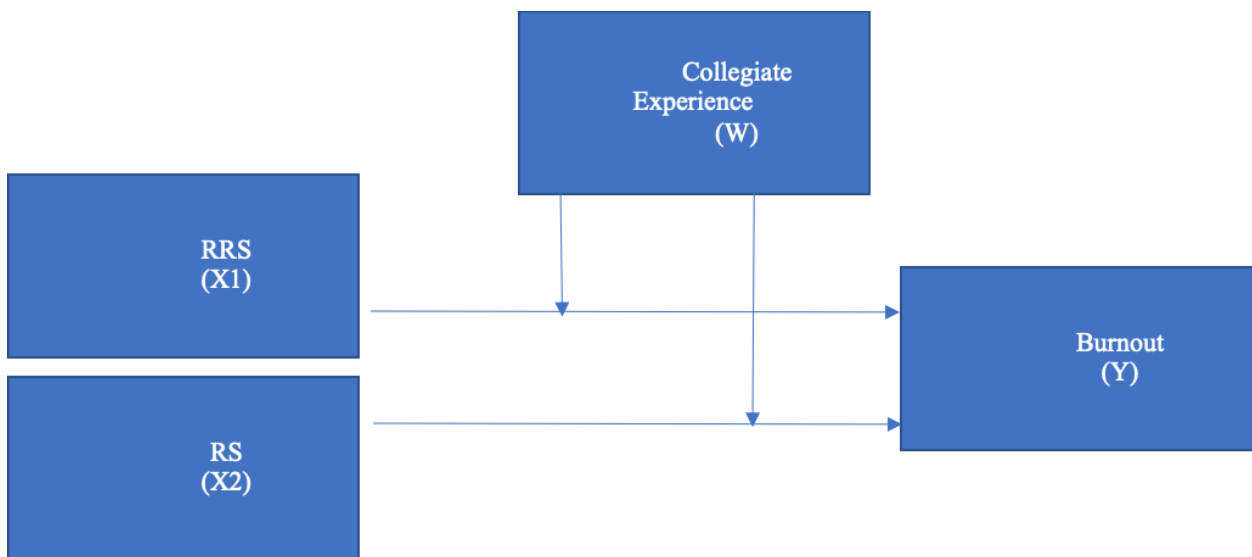 Collegiate
Experience
(W)
RRS
(X1)
Burnout
(Y)
RS
(X2)